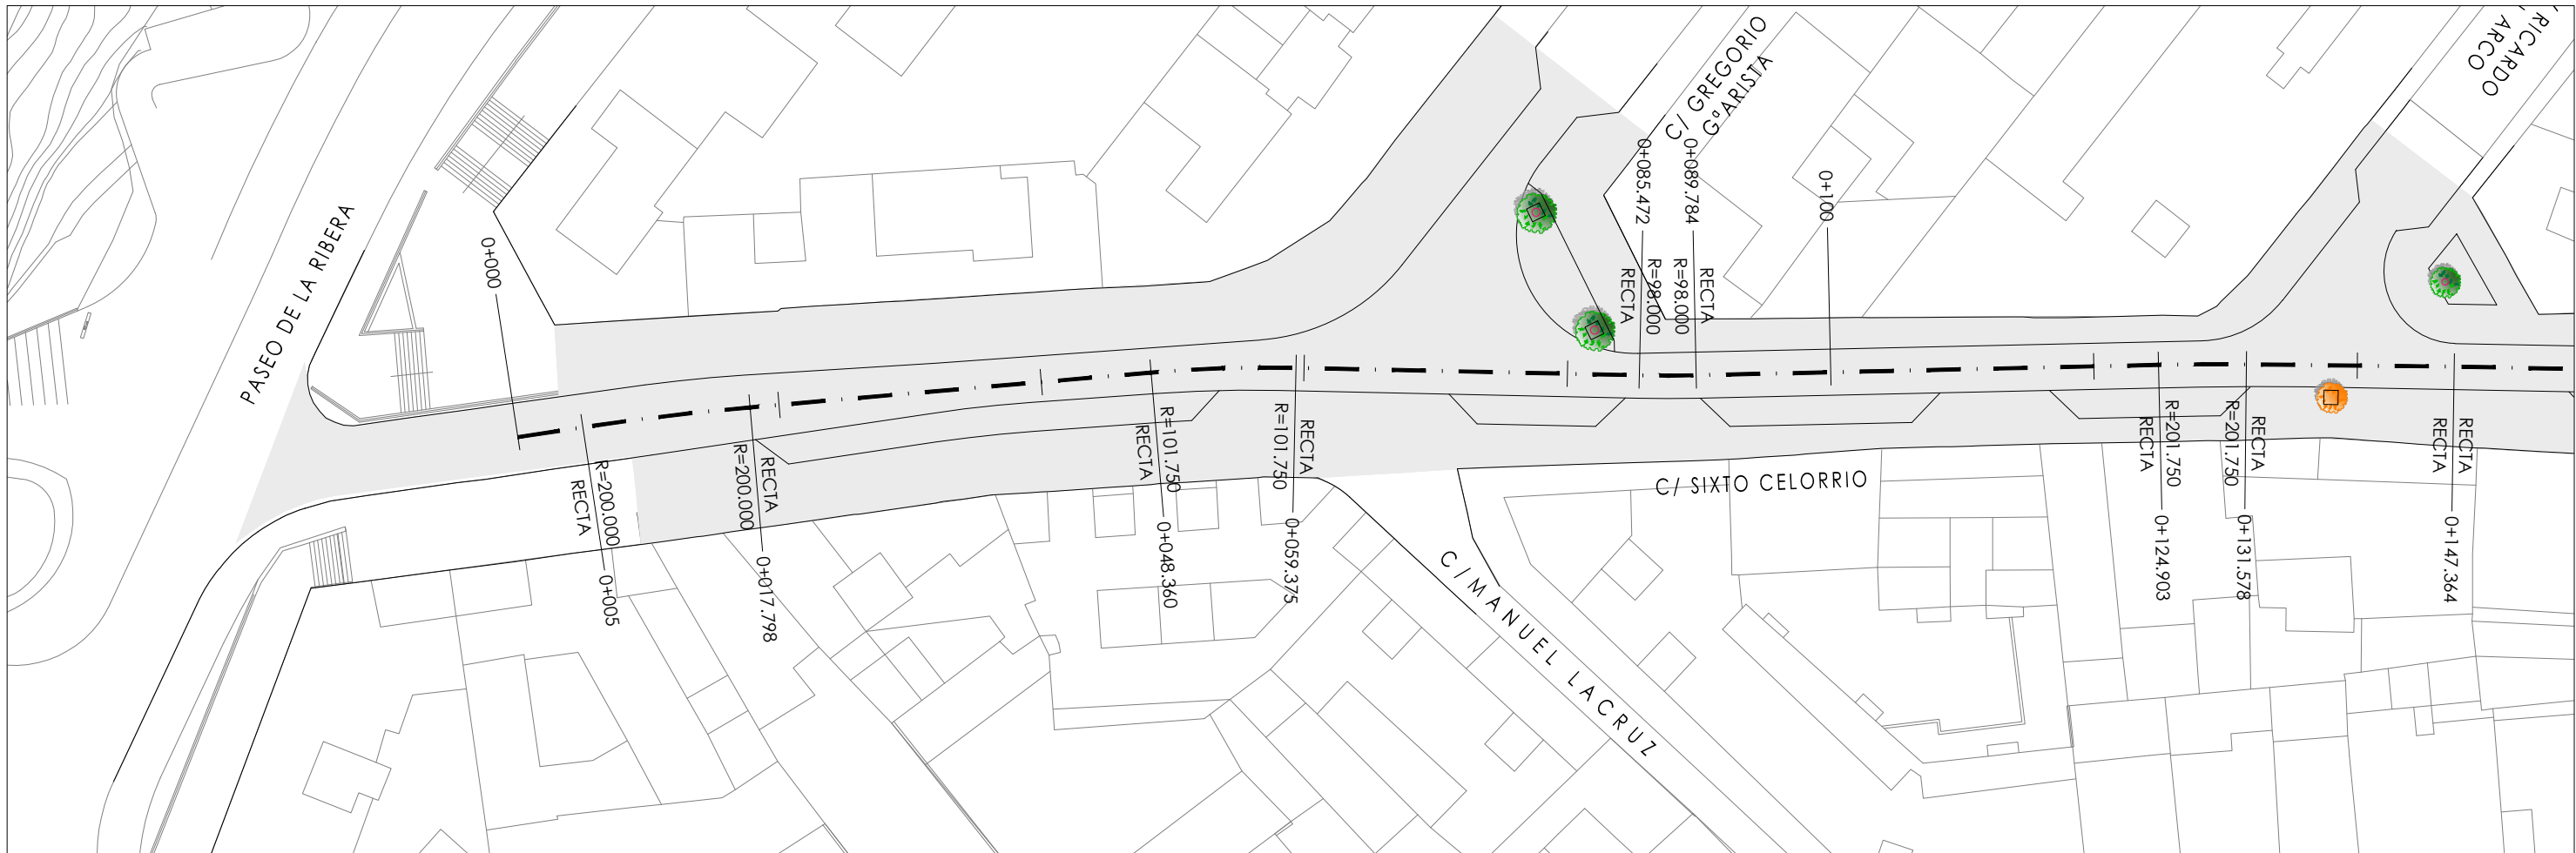 PASEO DE LA RIBERA
0+000
RECTA
R=200.000
0+005
R=200.000
RECTA
0+017.798
RECTA
R=101.750
0+048.360
R=101.750
RECTA
0+059.375
C/ GREGORIO
GºARISTA
0+085.472
RECTA
R=98.000
0+089.784
R=98.000
RECTA
0+100
C/ SIXTO CELORRIO
C/MANUEL LACRUZ
RECTA
R=201.750
0+124.903
R=201.750
RECTA
0+131.578
RECTA
RECTA
0+147.364
RICARDO
ARCO